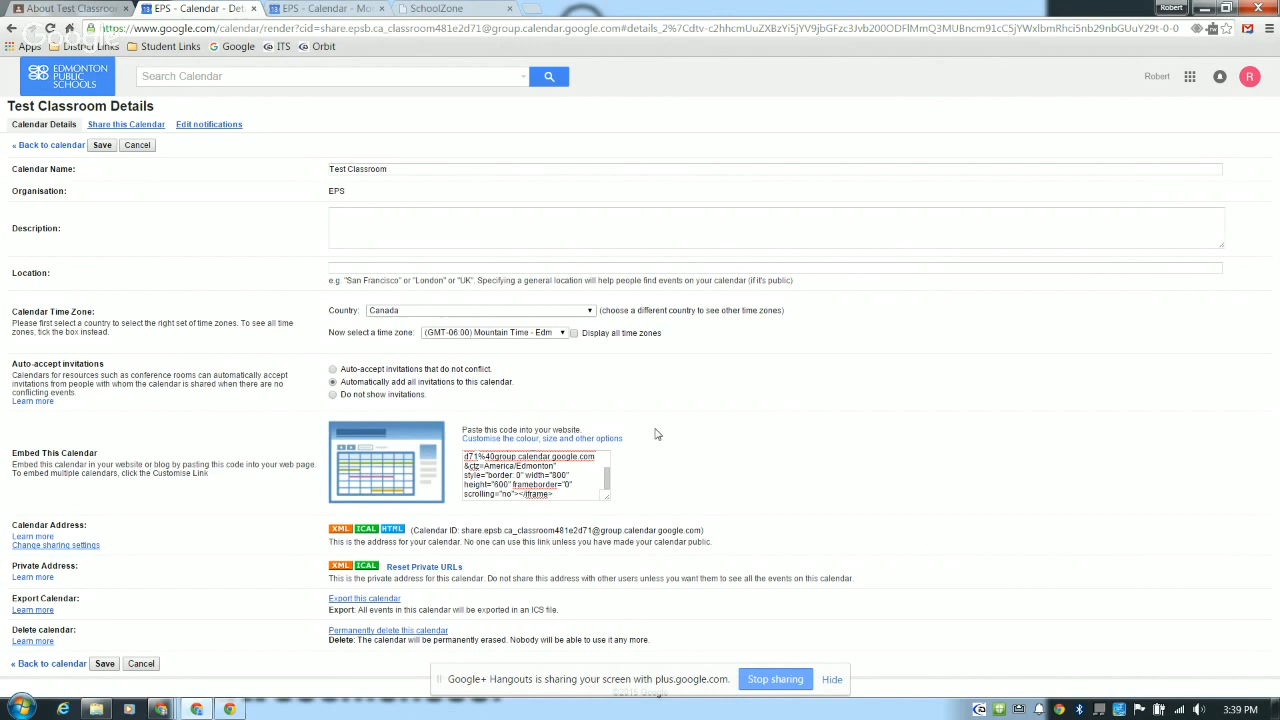 About Test Classroom
EPS - Calendar - Det
EPS - Calendar - Mo
SchoolZone
Robert
https://www.google.com/calendar/render?cid=share.epsb.ca_classroom481e2d71@group.calendar.google.com#details_2%7Cdtv-
Apps
District Links
Student Links
Google
ITS
Orbit
EDMONTON
PUBLIC
SCHOOLS
Search Calendar
Robert
R
Test Classroom Details
Calendar Details Share this Calendar Edit notifications
« Back to calendar Save Cancel
Calendar Name: Test Classroom
Organisation: EPS
Description:
Location:
e.g. "San Francisco" or "London" or "UK". Specifying a general location will help people find events on your calendar (if it's public)
Calendar Time Zone:
Please first select a country to select the right set of time zones. To see all time
zones, tick the box instead.
Country: Canada (choose a different country to see other time zones)
Now select a time zone: (GMT-06:00) Mountain Time - Edm Display all time zones
Auto-accept invitations
Calendars for resources such as conference rooms can automatically accept
invitations from people with whom the calendar is shared when there are no
conflicting events.
Learn more
Auto-accept invitations that do not conflict.
Automatically add all invitations to this calendar.
Do not show invitations.
Embed This Calendar
Embed this calendar in your website or blog by pasting this code into your web page.
To embed multiple calendars, click the Customise Link
Paste this code into your website.
Customise the colour, size and other options
d71%40group.calendar.google.com
&ctz=America/Edmonton"
style="border: 0" width="800"
height="600" frameborder="0"
scrolling="no"></iframe>
Calendar Address:
Learn more
Change sharing settings
XML ICAL HTML (Calendar ID: share.epsb.ca_classroom481e2d71@group.calendar.google.com)
This is the address for your calendar. No one can use this link unless you have made your calendar public.
Private Address:
Learn more
XML ICAL Reset Private URLs
This is the private address for this calendar. Do not share this address with other users unless you want them to see all the events on this calendar
Export Calendar:
Learn more
Export this calendar
Export: All events in this calendar will be exported in an ICS file.
Delete calendar:
Learn more
Permanently delete this calendar
Delete: The calendar will be permanently erased. Nobody will be able to use it any more.
« Back to calendar Save Cancel
Google+ Hangouts is sharing your screen with plus.google.com. Stop sharing Hide
©2015 Google
3:39 PM